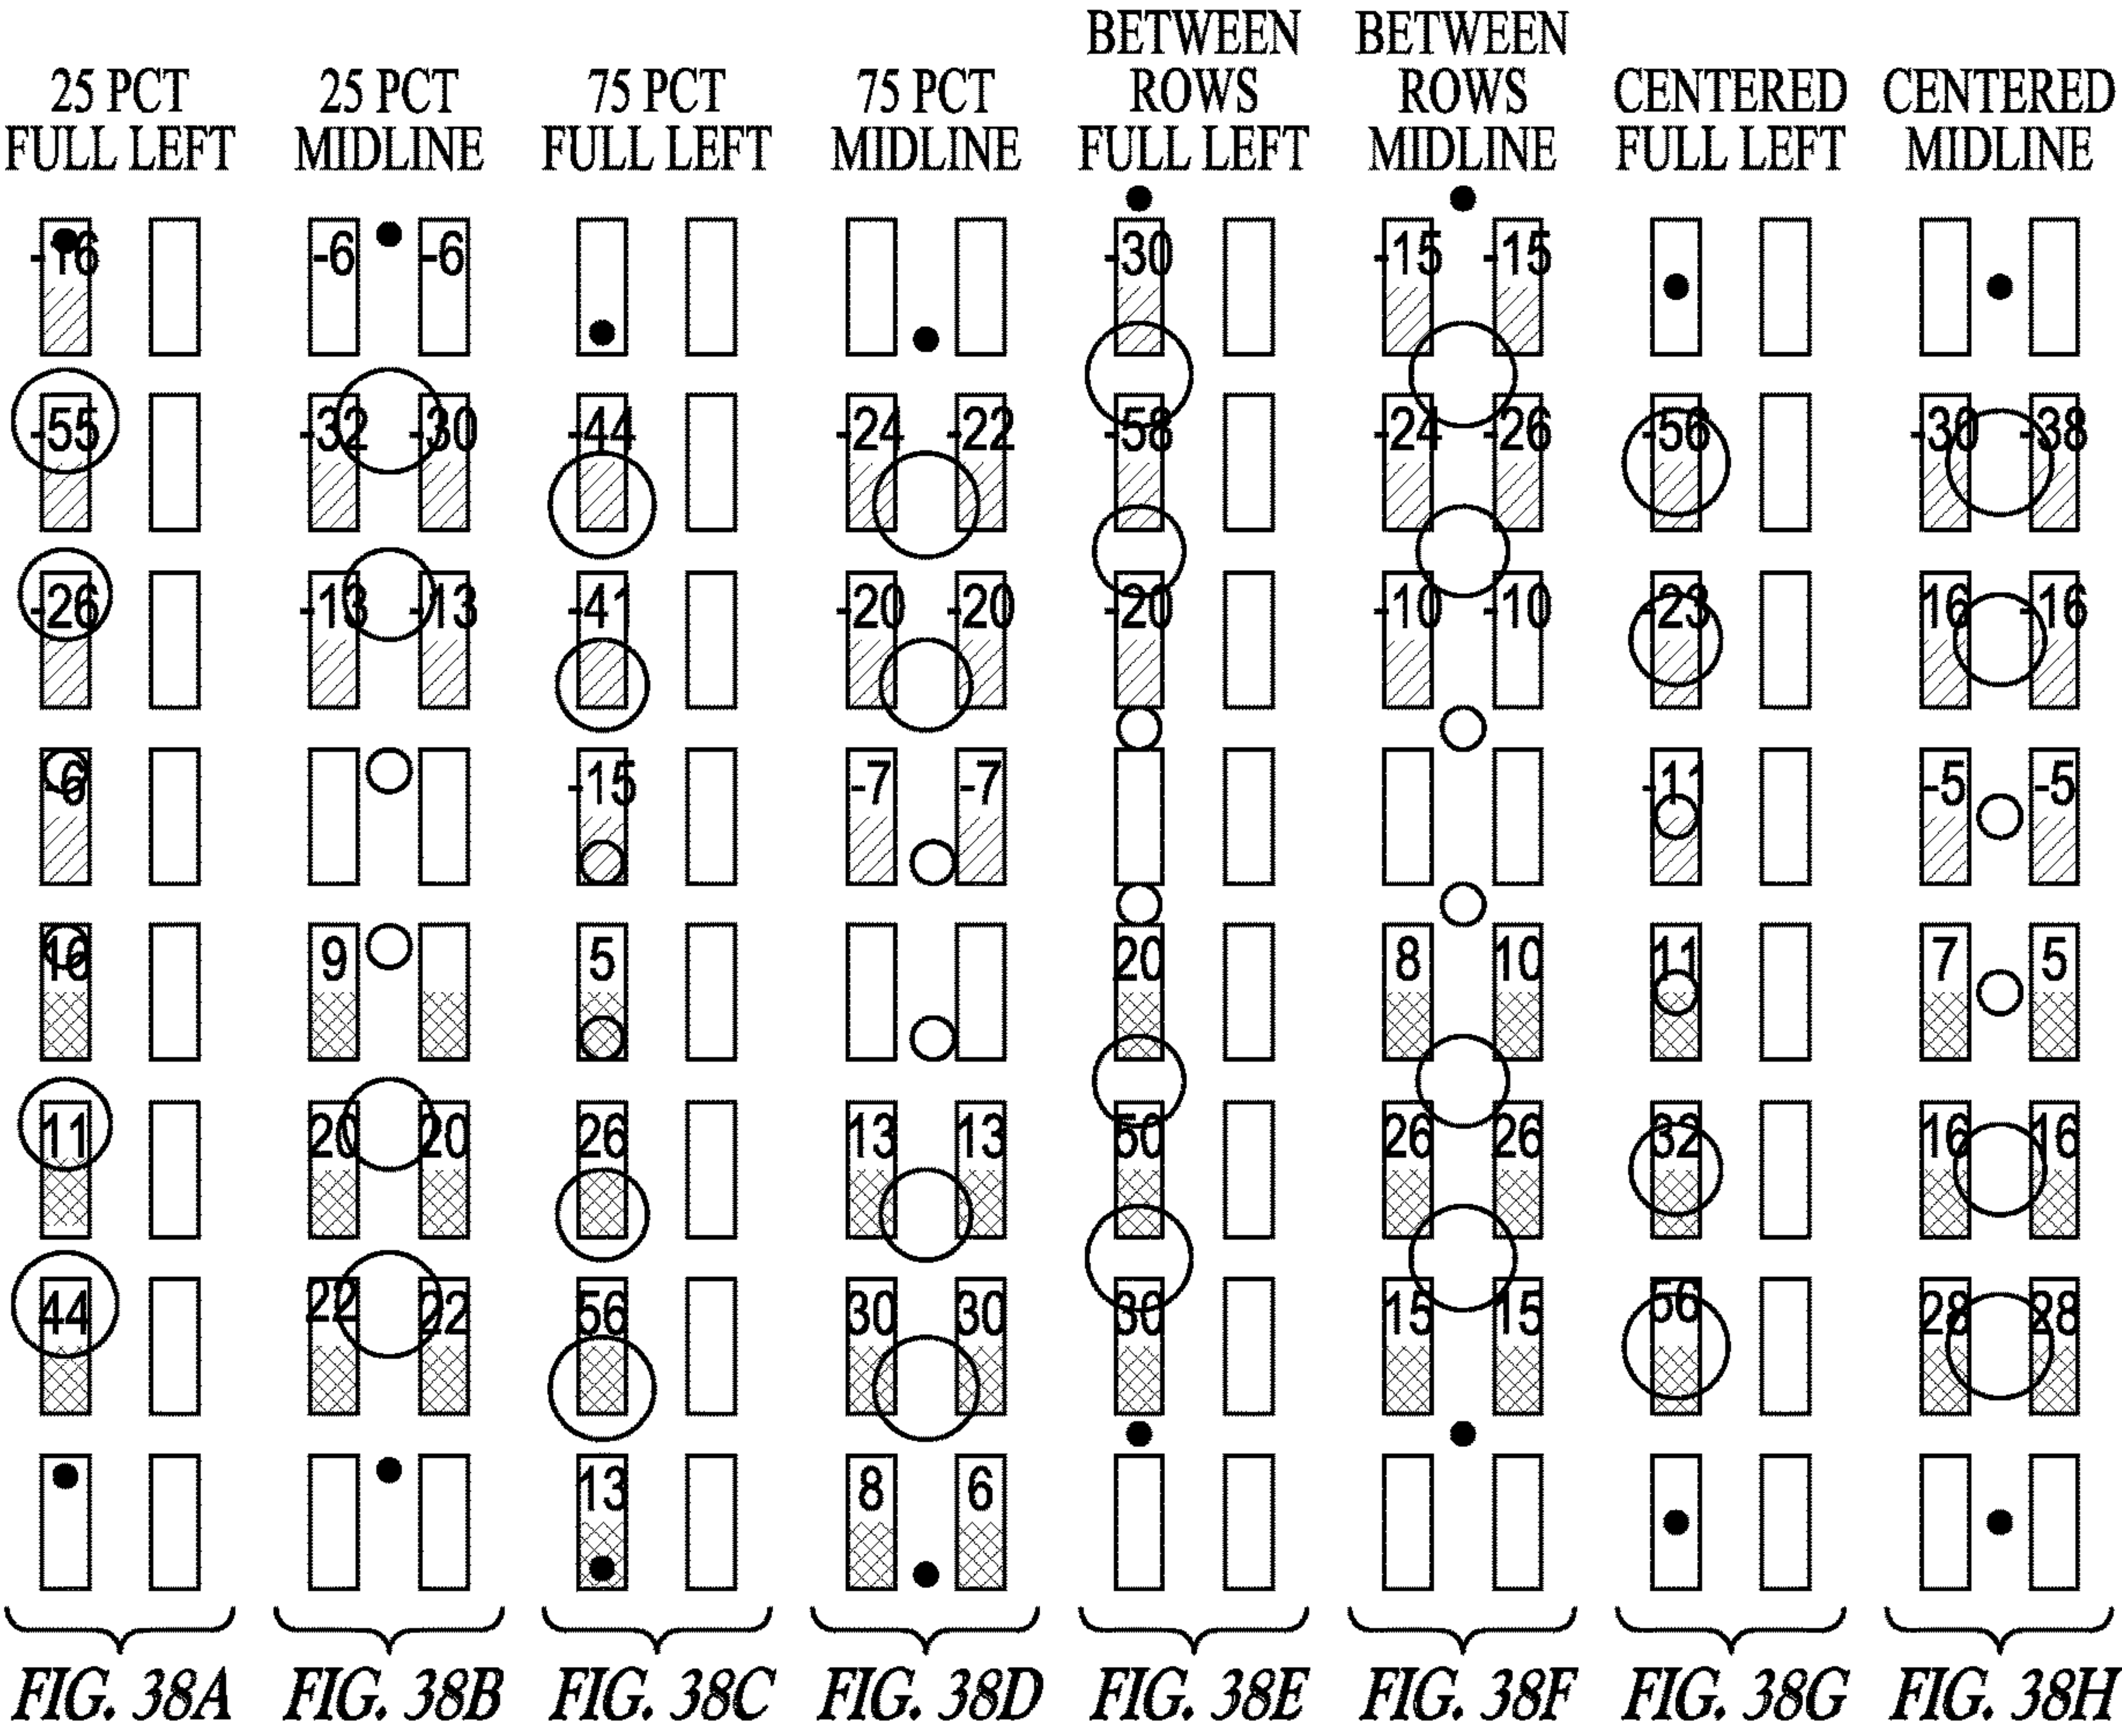 BETWEEN BETWEEN
25 PCT 25 PCT 75 PCT 75 PCT ROWS ROWS CENTERED CENTERED
FULL LEFT MIDLINE FULL LEFT MIDLINE FULL LEFT MIDLINE FULL LEFT MIDLINE
-16 -6 -6 -30 -15 -15
-55 -32 -30 -44 -24 -22 -58 -24 -26 -56 -30 -38
-26 -13 -13 -41 -20 -20 -20 -10 -10 -23 16 -16
-6 -15 -7 -7 -11 -5 -5
16 9 5 20 8 10 11 7 5
11 20 20 26 13 13 50 26 26 32 16 16
44 22 22 56 30 30 30 15 15 56 28 28
13 8 6
FIG. 38A FIG. 38B FIG. 38C FIG. 38D FIG. 38E FIG. 38F FIG. 38G FIG. 38H